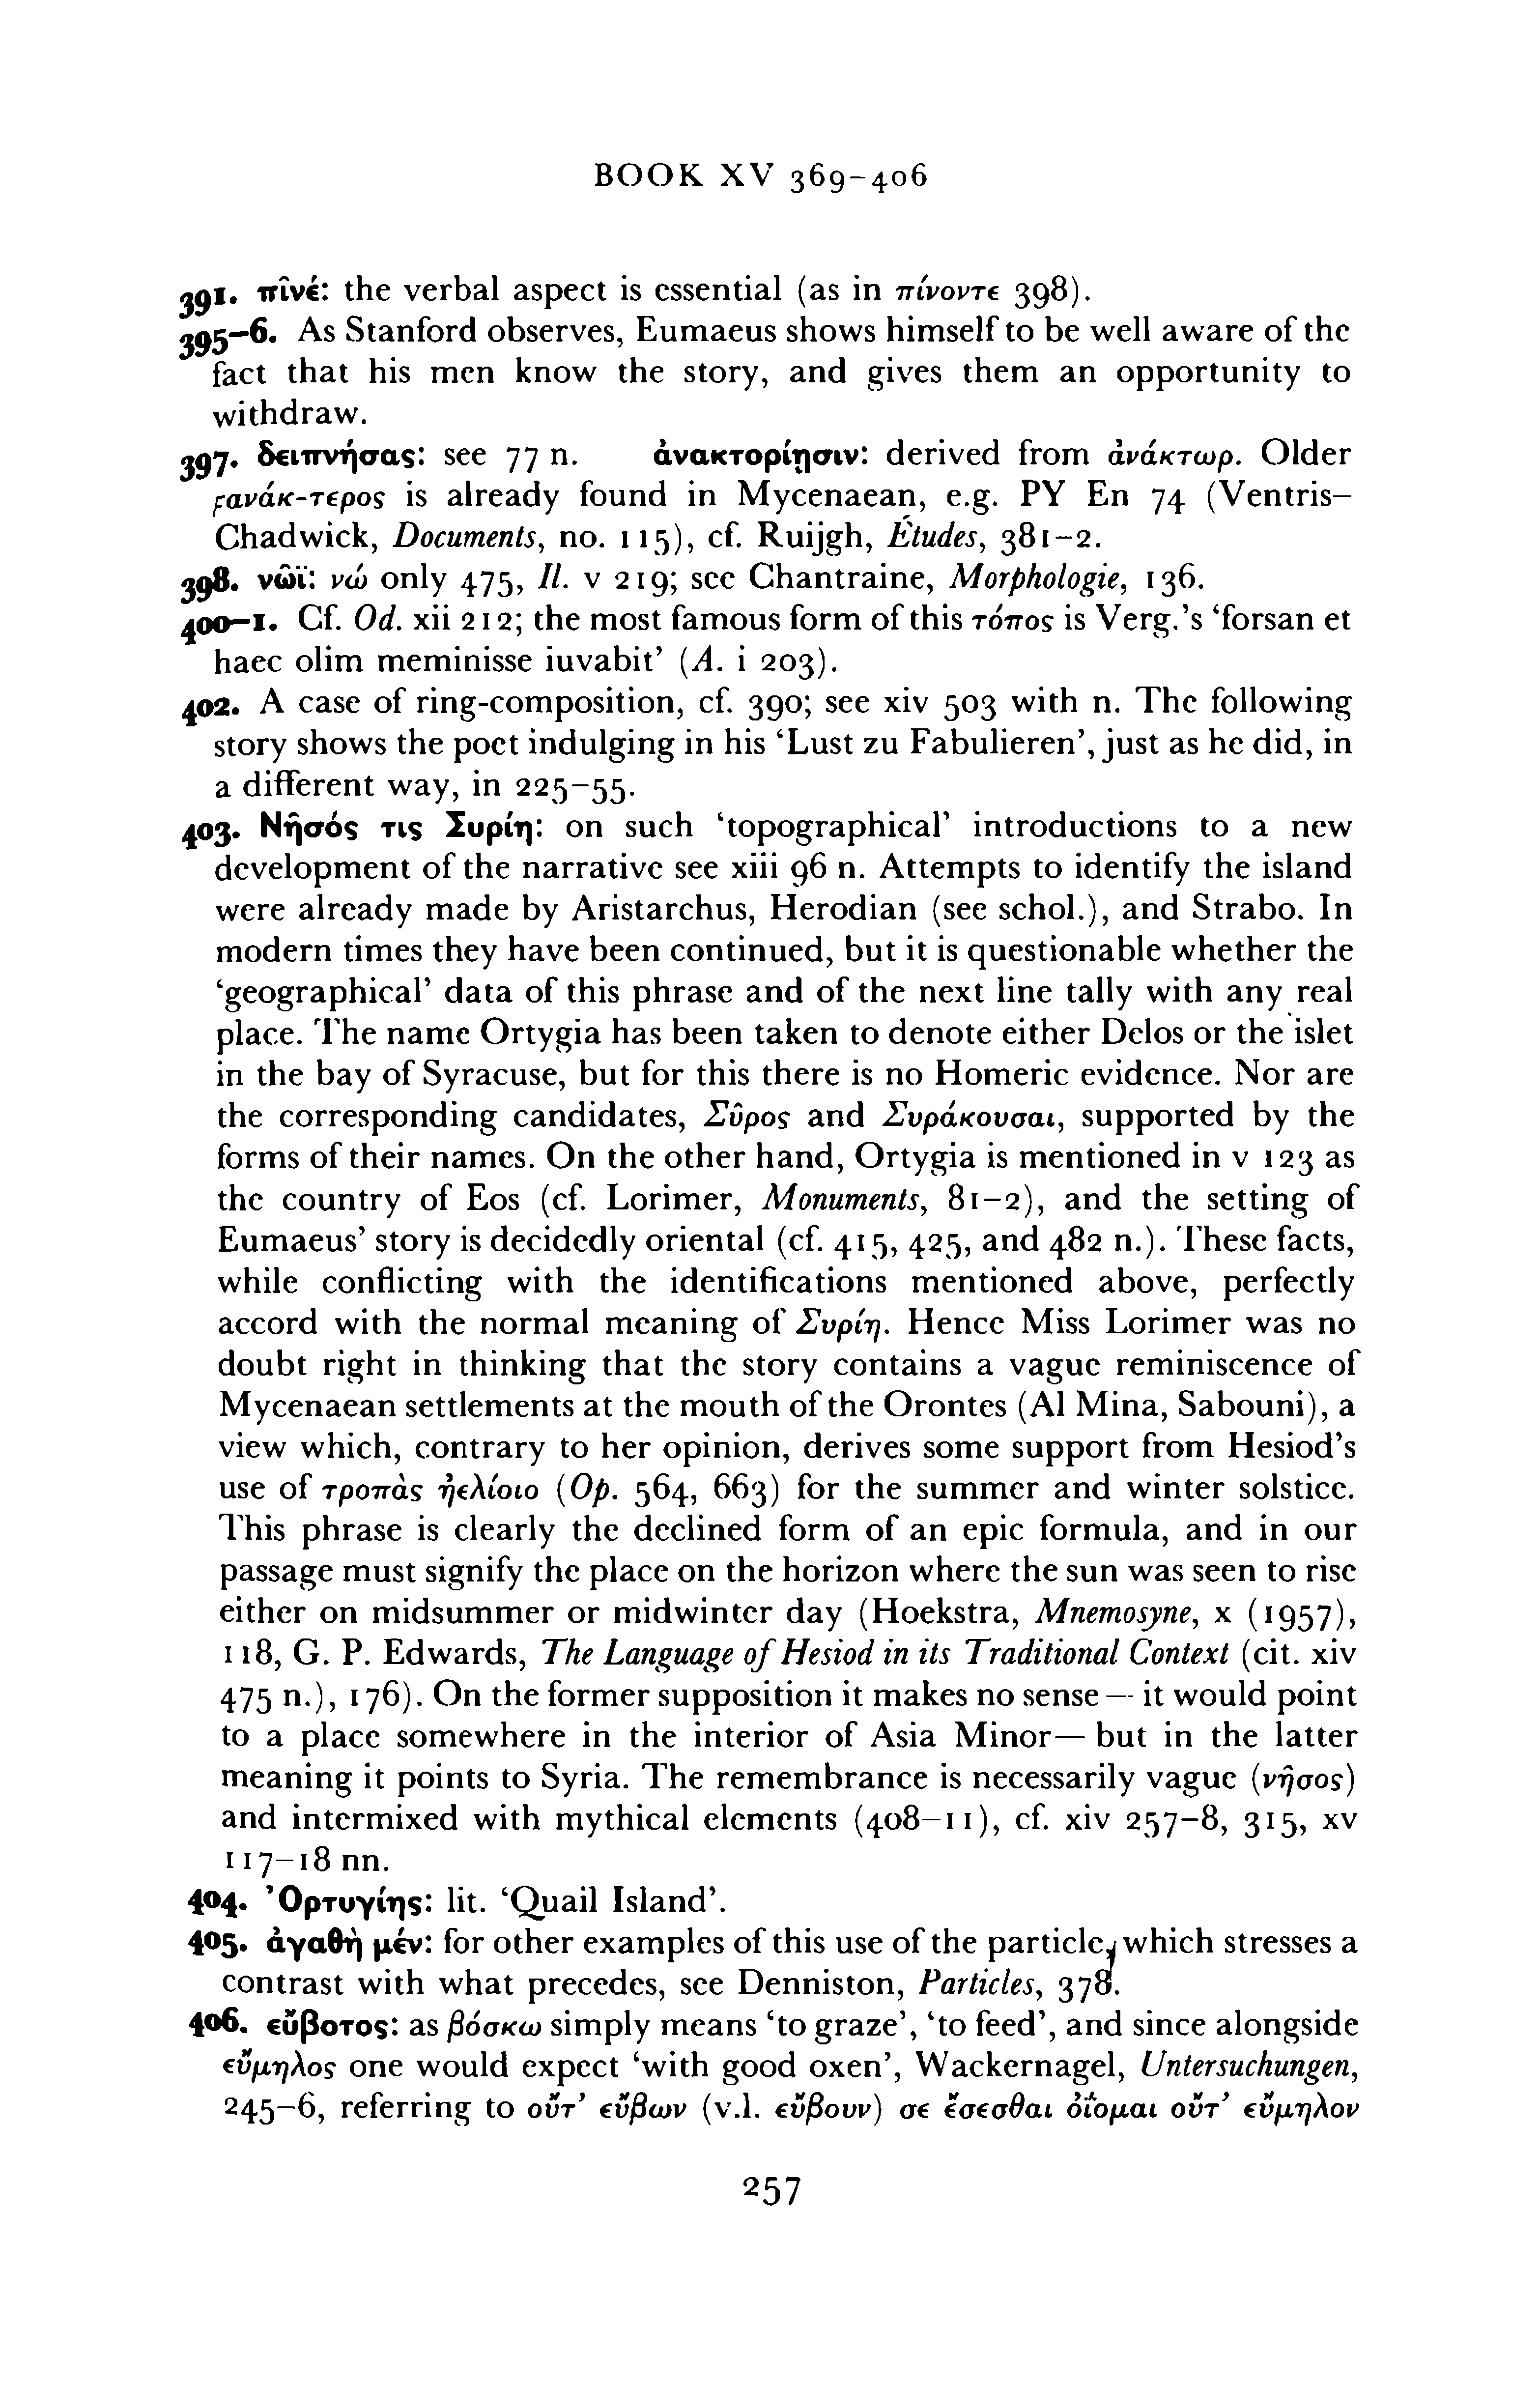 BOOK XV 369–406
391. πῖνέ: the verbal aspect is essential (as in πίνοντε 398).
395–6. As Stanford observes, Eumaeus shows himself to be well aware of the
fact that his men know the story, and gives them an opportunity to
withdraw.
397. δειπνήσας: see 77 n. ἀνακτορίῃσιν: derived from ἀνάκτωρ. Older
ϝανάκ-τερος is already found in Mycenaean, e.g. PY En 74 (Ventris–
Chadwick, Documents, no. 115), cf. Ruijgh, Études, 381–2.
398. νῶϊ: νώ only 475, Il. v 219; see Chantraine, Morphologie, 136.
400–1. Cf. Od. xii 212; the most famous form of this τόπος is Verg.’s ‘forsan et
haec olim meminisse iuvabit’ (A. i 203).
402. A case of ring-composition, cf. 390; see xiv 503 with n. The following
story shows the poet indulging in his ‘Lust zu Fabulieren’, just as he did, in
a different way, in 225–55.
403. Νῆσός τις Συρίη: on such ‘topographical’ introductions to a new
development of the narrative see xiii 96 n. Attempts to identify the island
were already made by Aristarchus, Herodian (see schol.), and Strabo. In
modern times they have been continued, but it is questionable whether the
‘geographical’ data of this phrase and of the next line tally with any real
place. The name Ortygia has been taken to denote either Delos or the islet
in the bay of Syracuse, but for this there is no Homeric evidence. Nor are
the corresponding candidates, Σῦρος and Συράκουσαι, supported by the
forms of their names. On the other hand, Ortygia is mentioned in v 123 as
the country of Eos (cf. Lorimer, Monuments, 81–2), and the setting of
Eumaeus’ story is decidedly oriental (cf. 415, 425, and 482 n.). These facts,
while conflicting with the identifications mentioned above, perfectly
accord with the normal meaning of Συρίη. Hence Miss Lorimer was no
doubt right in thinking that the story contains a vague reminiscence of
Mycenaean settlements at the mouth of the Orontes (Al Mina, Sabouni), a
view which, contrary to her opinion, derives some support from Hesiod’s
use of τροπὰς ἠελίοιο (Op. 564, 663) for the summer and winter solstice.
This phrase is clearly the declined form of an epic formula, and in our
passage must signify the place on the horizon where the sun was seen to rise
either on midsummer or midwinter day (Hoekstra, Mnemosyne, x (1957),
118, G. P. Edwards, The Language of Hesiod in its Traditional Context (cit. xiv
475 n.), 176). On the former supposition it makes no sense — it would point
to a place somewhere in the interior of Asia Minor— but in the latter
meaning it points to Syria. The remembrance is necessarily vague (νῆσος)
and intermixed with mythical elements (408–11), cf. xiv 257–8, 315, xv
117–18 nn.
404. Ὀρτυγίης: lit. ‘Quail Island’.
405. ἀγαθὴ μέν: for other examples of this use of the particle, which stresses a
contrast with what precedes, see Denniston, Particles, 378.
406. εὔβοτος: as βόσκω simply means ‘to graze’, ‘to feed’, and since alongside
εὔμηλος one would expect ‘with good oxen’, Wackernagel, Untersuchungen,
245–6, referring to οὔτ’ εὔβων (v.l. εὔβουν) σε ἔσεσθαι ὀΐομαι οὔτ’ εὔμηλον
257